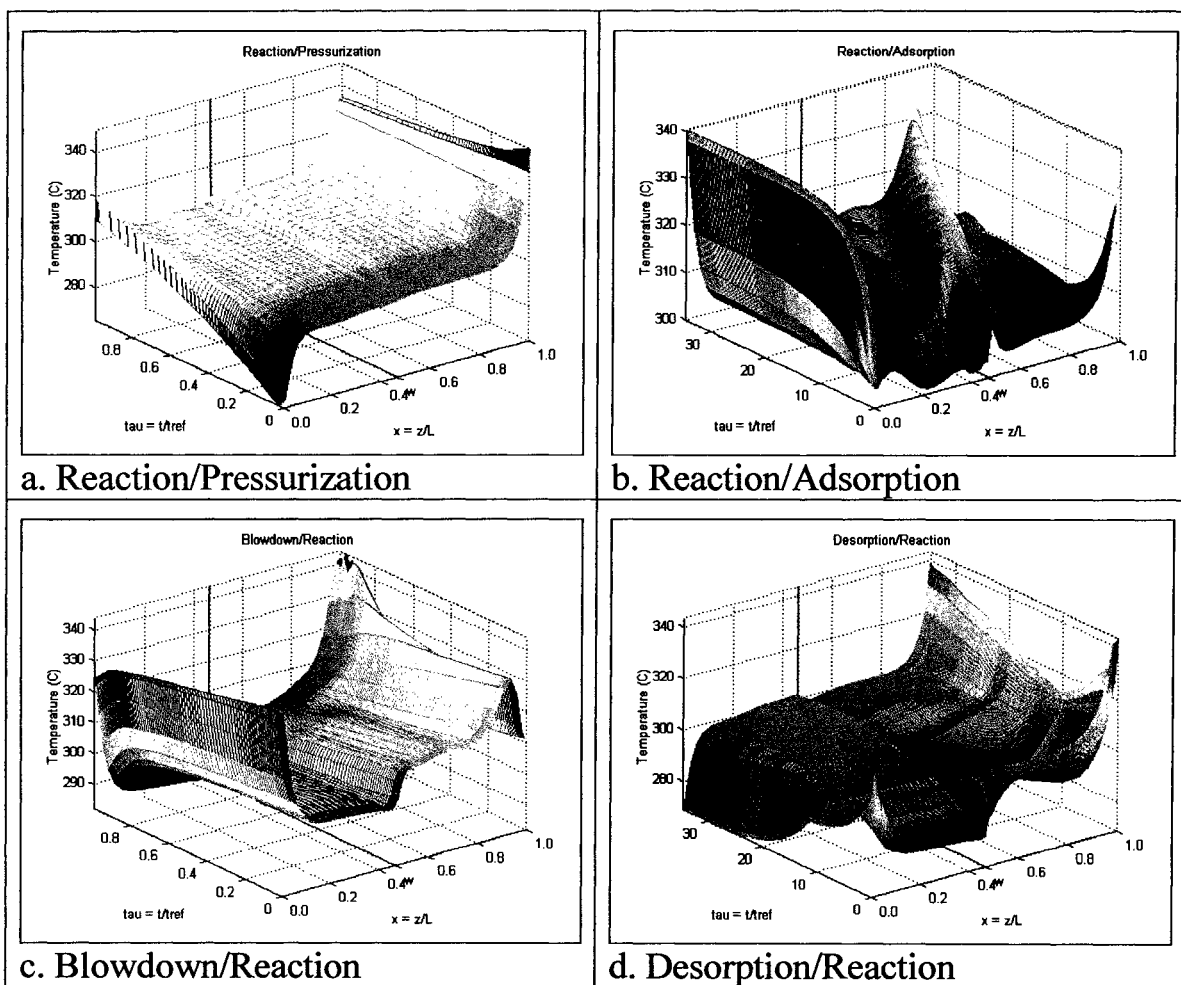 Reaction/Pressurization
340
320
300
280
Temperature (C)
0.8
0.6
0.4
0.2
0
0.0
0.2
0.4W
0.6
0.8
1.0
tau = t/tref
x = z/L
a. Reaction/Pressurization
Reaction/Adsorption
340
330
320
310
300
Temperature (C)
30
20
10
0
0.0
0.2
0.4W
0.6
0.8
1.0
tau = t/tref
x = z/L
b. Reaction/Adsorption
Blowdown/Reaction
340
330
320
310
300
290
Temperature (C)
0.8
0.6
0.4
0.2
0
0.0
0.2
0.4W
0.6
0.8
1.0
tau = t/tref
x = z/L
c. Blowdown/Reaction
Desorption/Reaction
340
320
300
280
Temperature (C)
30
20
10
0
0.0
0.2
0.4W
0.6
0.8
1.0
tau = t/tref
x = z/L
d. Desorption/Reaction